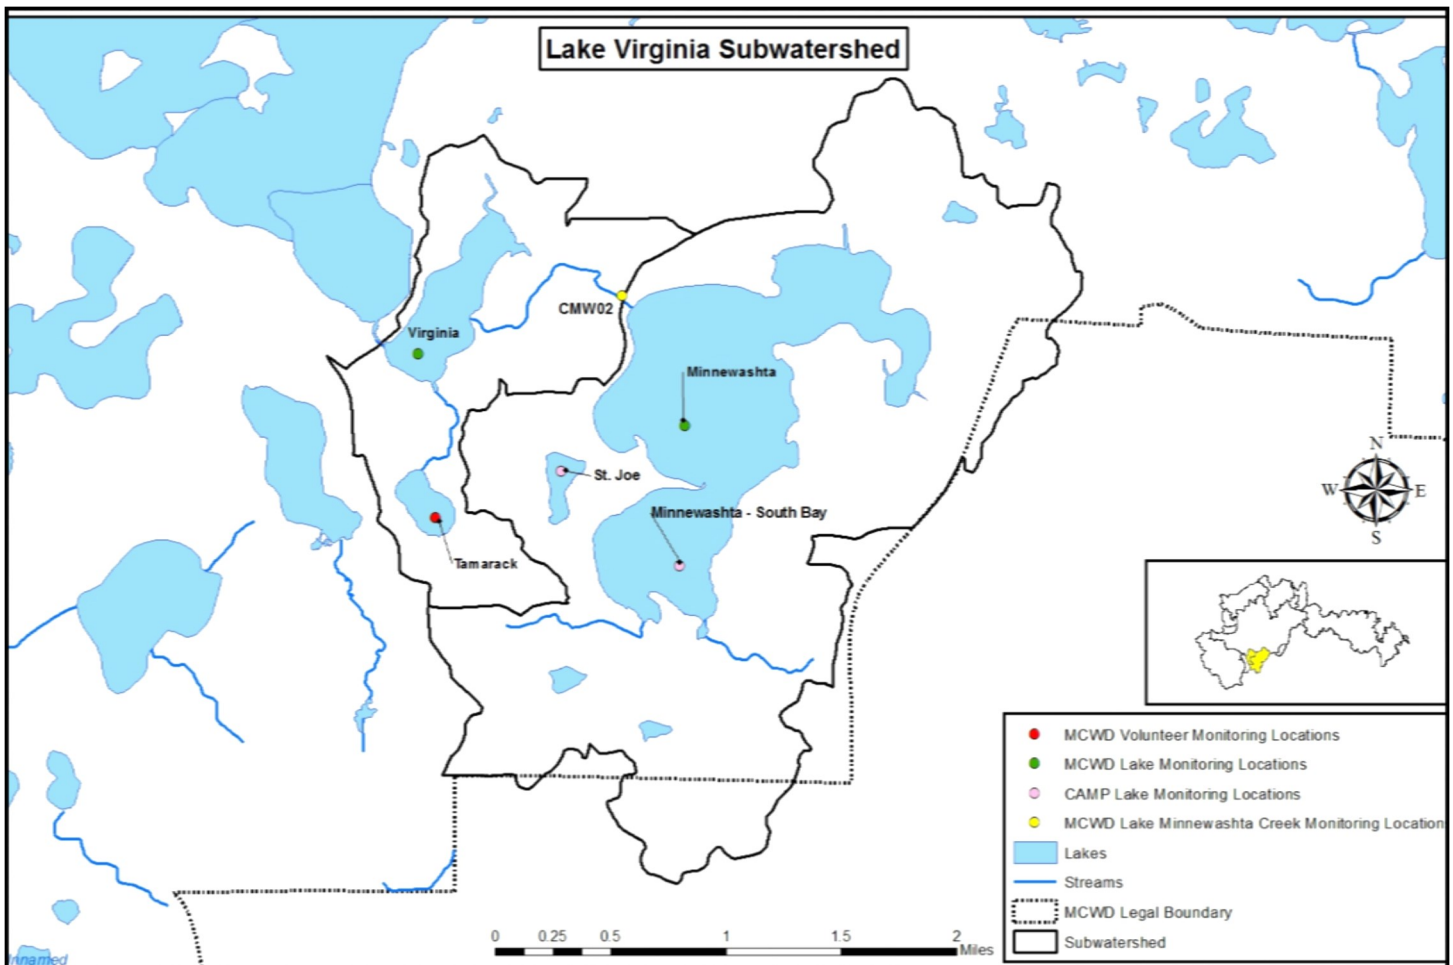 Lake Virginia Subwatershed
CMW02
Virginia
Minnewashta
St. Joe
Minnewashta - South Bay
Tamarack
N
W E
S
MCWD Volunteer Monitoring Locations
MCWD Lake Monitoring Locations
CAMP Lake Monitoring Locations
MCWD Lake Minnewashta Creek Monitoring Location
Lakes
Streams
MCWD Legal Boundary
Subwatershed
0 0.25 0.5 1 1.5 2
Miles